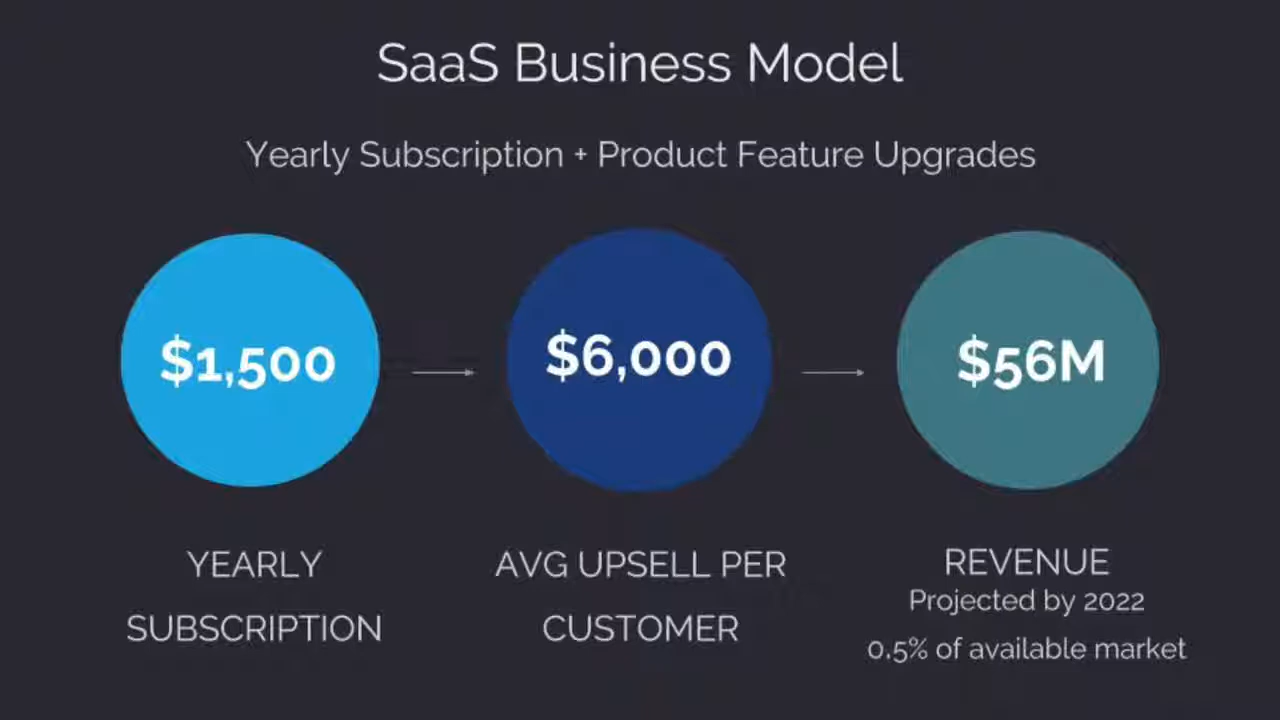 SaaS Business Model
Yearly Subscription + Product Feature Upgrades
$1,500
$6,000
$56M
YEARLY
SUBSCRIPTION
AVG UPSELL PER
CUSTOMER
REVENUE
Projected by 2022
0.5% of available market